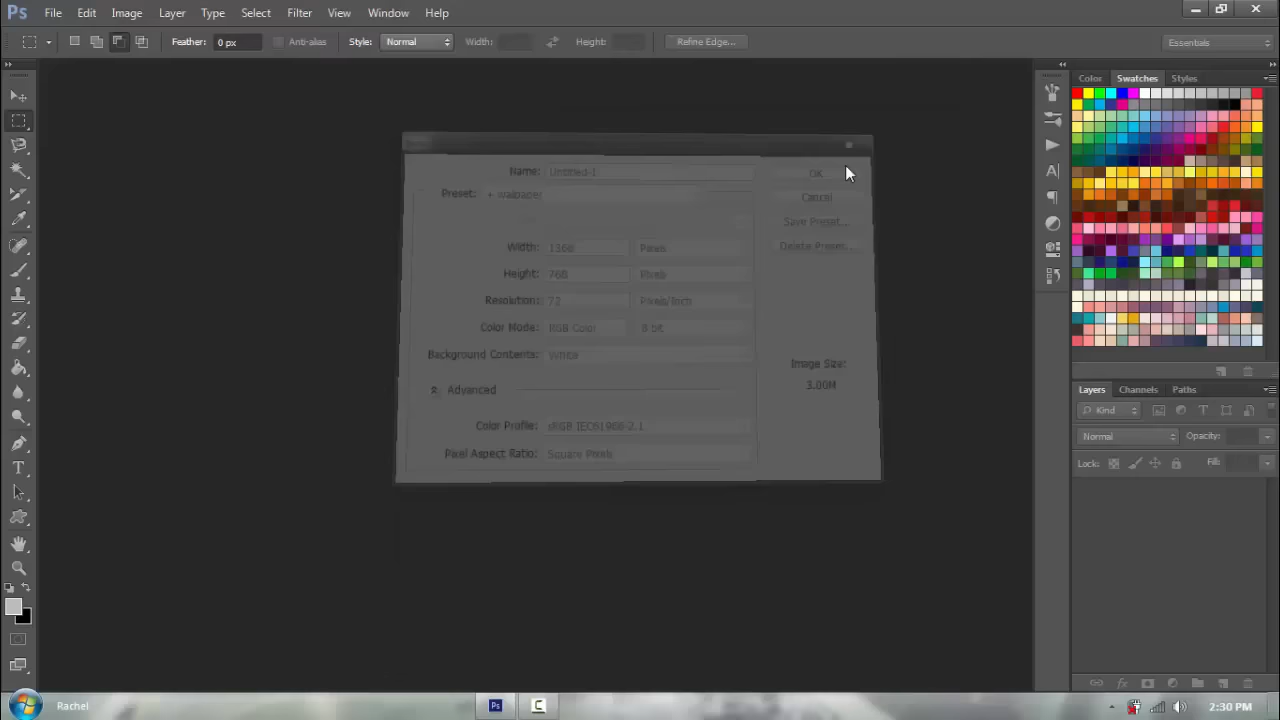 Ps File Edit Image Layer Type Select Filter View Window Help
Feather: 0 px Anti-alias Style: Normal Width: Height: Refine Edge... Essentials
Color Swatches Styles
Name: Untitled-1 OK
Preset: wallpaper Cancel
Save Preset...
Width: 1366 Pixels Delete Preset...
Height: 768 Pixels
Resolution: 72 Pixels/Inch
Color Mode: RGB Color 8 bit
Background Contents: White
Image Size:
3.00M
Advanced
Color Profile: sRGB IEC61966-2.1
Pixel Aspect Ratio: Square Pixels
Layers Channels Paths
Kind
Normal Opacity:
Lock: Fill:
Rachel Ps C 2:30 PM